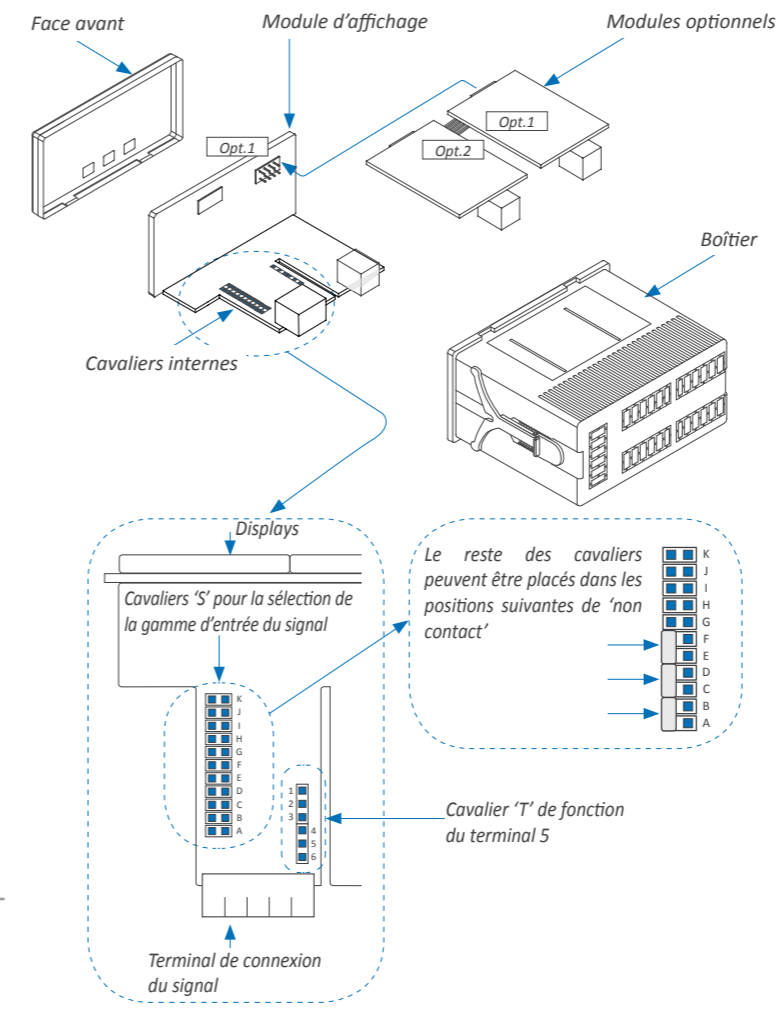 Face avant
Module d'affichage
Modules optionnels
Opt.1
Opt.1
Opt.2
Boîtier
Cavaliers internes
Displays
Cavaliers 'S' pour la sélection de
la gamme d'entrée du signal
K
J
I
H
G
F
E
D
C
B
A
1
2
3
4
5
6
Le reste des cavaliers
peuvent être placés dans les
positions suivantes de 'non
contact'
K
J
I
H
G
F
E
D
C
B
A
Cavalier 'T' de fonction
du terminal 5
Terminal de connexion
du signal